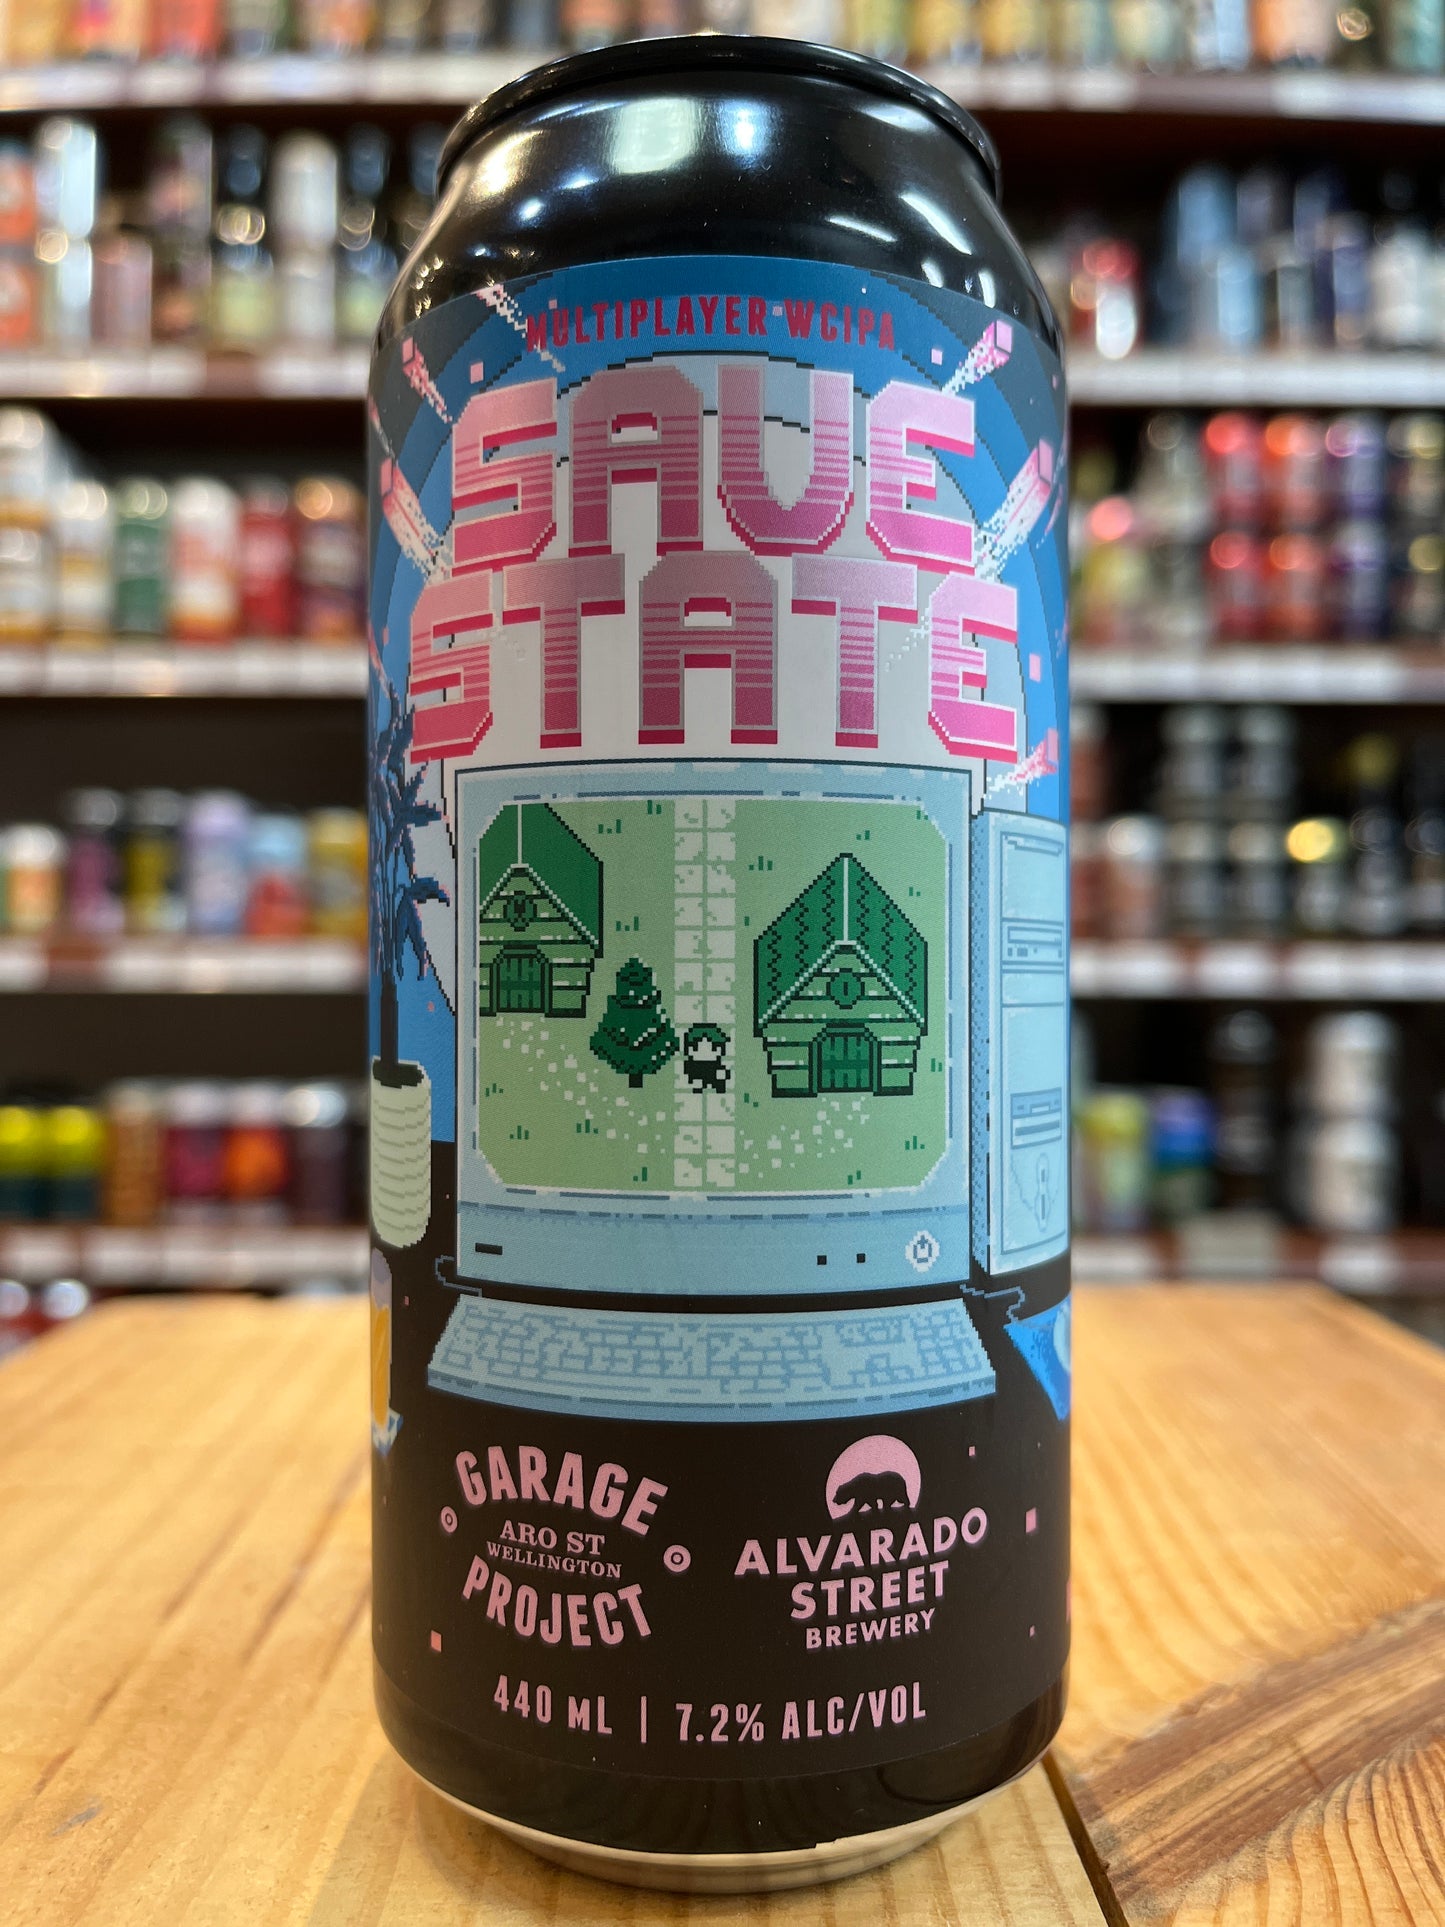 MULTIPLAYER WCIPA
SAVE
STATE
GARAGE
ARO ST
WELLINGTON
PROJECT
ALVARADO
STREET
BREWERY
440 ML | 7.2% ALC/VOL